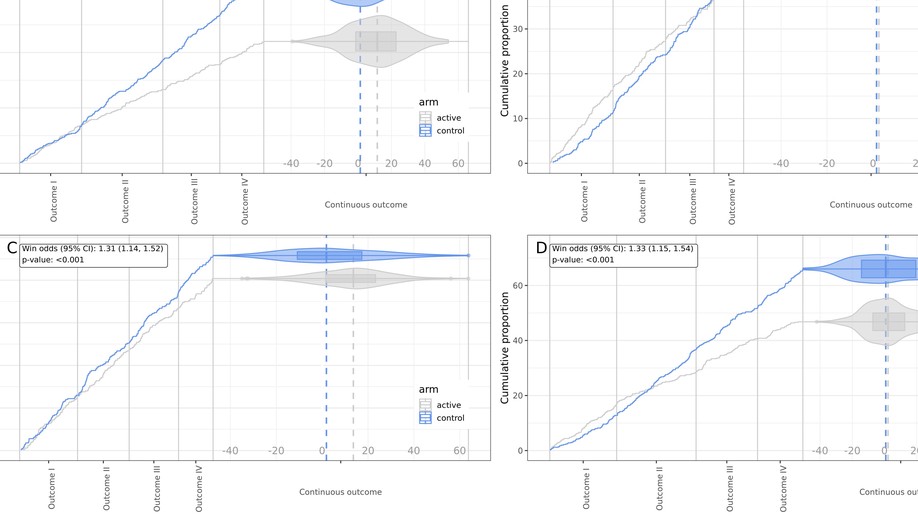 arm
active
control
-40
-20
0
20
40
60
Outcome I
Outcome II
Outcome III
Outcome IV
Continuous outcome
Cumulative proportion
30
20
10
0
-40
-20
0
Outcome I
Outcome II
Outcome III
Outcome IV
Continuous outcome
C
Win odds (95% CI): 1.31 (1.14, 1.52)
p-value: <0.001
arm
active
control
-40
-20
0
20
40
60
Outcome I
Outcome II
Outcome III
Outcome IV
Continuous outcome
D
Win odds (95% CI): 1.33 (1.15, 1.54)
p-value: <0.001
Cumulative proportion
60
40
20
0
-40
-20
0
Outcome I
Outcome II
Outcome III
Outcome IV
Continuous ou